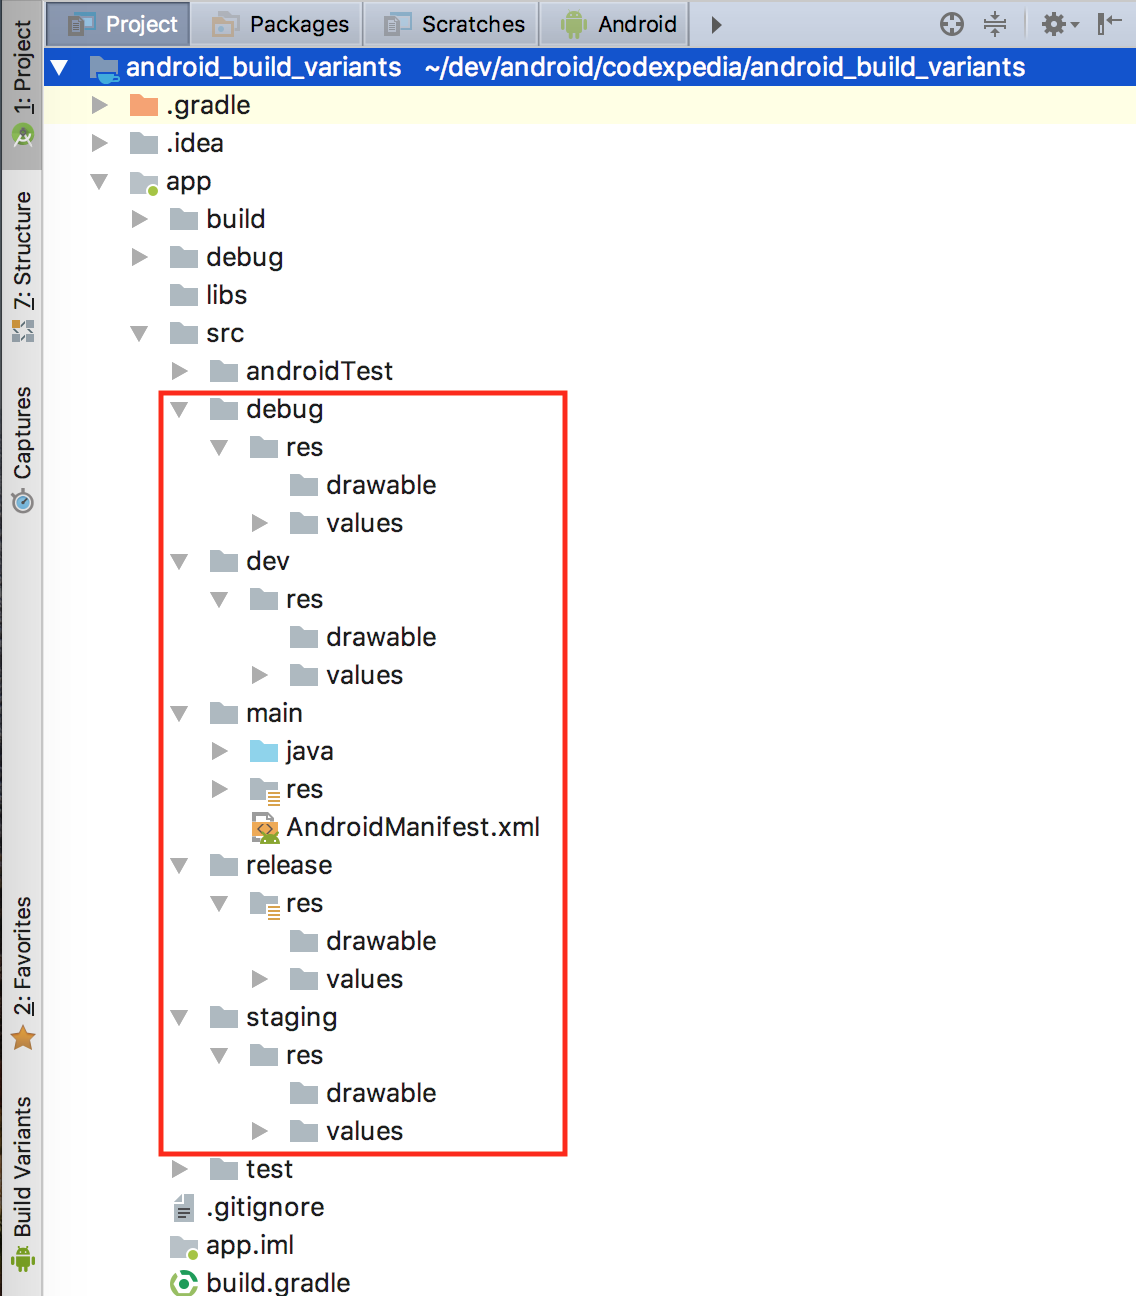 Project Packages Scratches Android
android_build_variants ~/dev/android/codexpedia/android_build_variants
.gradle
.idea
app
build
debug
libs
src
androidTest
debug
res
drawable
values
dev
res
drawable
values
main
java
res
AndroidManifest.xml
release
res
drawable
values
staging
res
drawable
values
test
.gitignore
app.iml
build.gradle
1: Project
7: Structure
Captures
2: Favorites
Build Variants